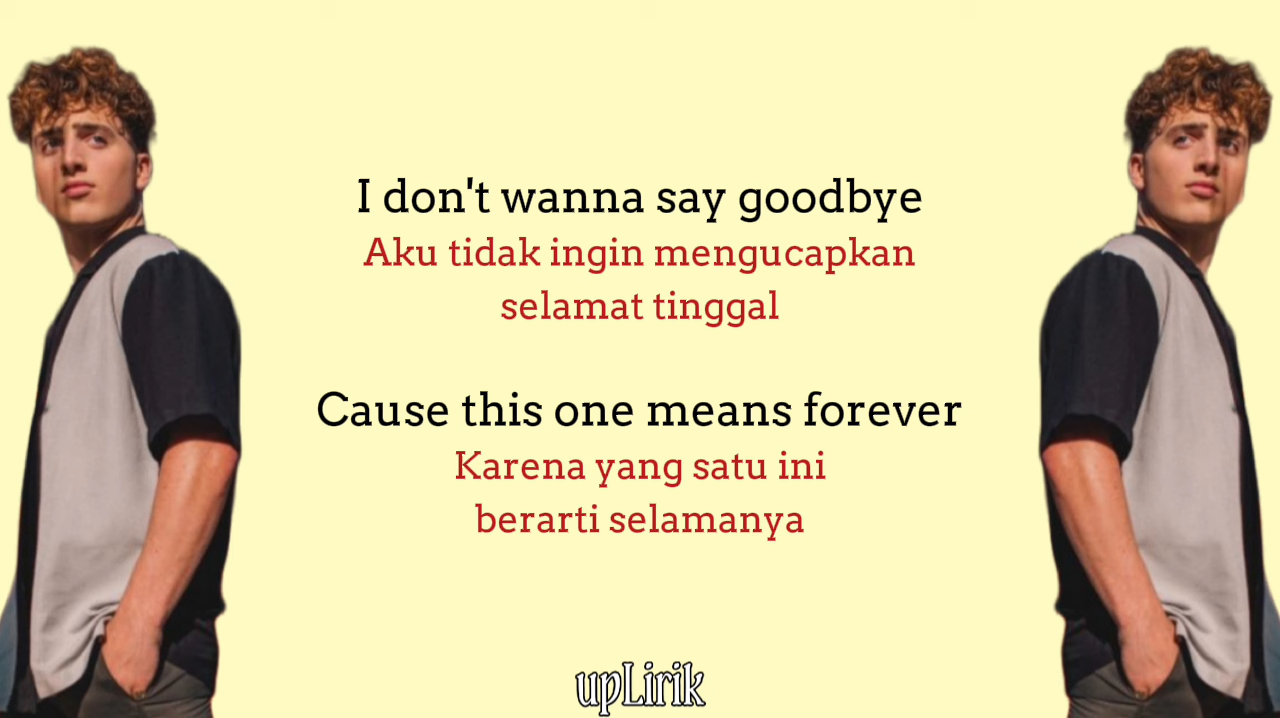 I don't wanna say goodbye
Aku tidak ingin mengucapkan
selamat tinggal
Cause this one means forever
Karena yang satu ini
berarti selamanya
upLirik